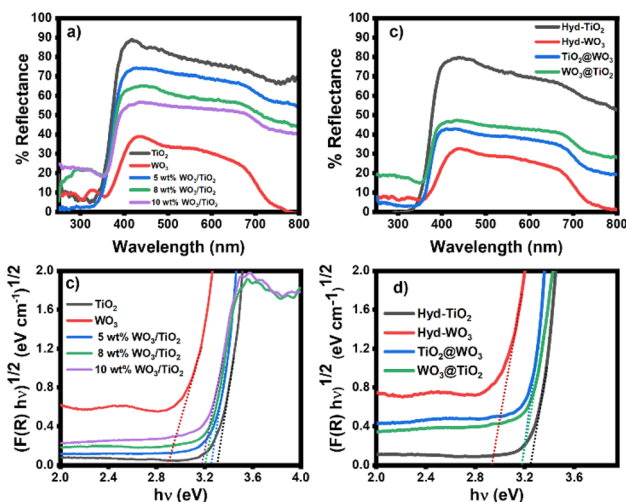 a)
% Reflectance
100
90
80
70
60
50
40
30
20
10
0
TiO₂
WO₃
5 wt% WO₃/TiO₂
8 wt% WO₃/TiO₂
10 wt% WO₃/TiO₂
300 400 500 600 700 800
Wavelength (nm)
c)
% Reflectance
100
90
80
70
60
50
40
30
20
10
0
Hyd-TiO₂
Hyd-WO₃
TiO₂@WO₃
WO₃@TiO₂
300 400 500 600 700 800
Wavelength (nm)
c)
(F(R) hν)^1/2 (eV cm⁻¹)^1/2
2.0
1.6
1.2
0.8
0.4
0.0
TiO₂
WO₃
5 wt% WO₃/TiO₂
8 wt% WO₃/TiO₂
10 wt% WO₃/TiO₂
2.0 2.4 2.8 3.2 3.6 4.0
hν (eV)
d)
(F(R) hν)^1/2 (eV cm⁻¹)^1/2
2.0
1.6
1.2
0.8
0.4
0.0
Hyd-TiO₂
Hyd-WO₃
TiO₂@WO₃
WO₃@TiO₂
2.0 2.4 2.8 3.2 3.6
hν (eV)